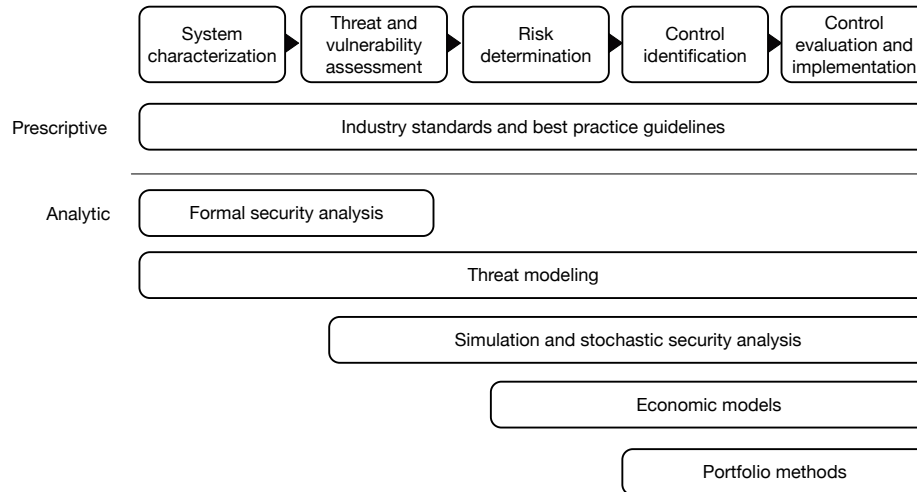 System
characterization
Threat and
vulnerability
assessment
Risk
determination
Control
identification
Control
evaluation and
implementation
Prescriptive
Industry standards and best practice guidelines
Analytic
Formal security analysis
Threat modeling
Simulation and stochastic security analysis
Economic models
Portfolio methods